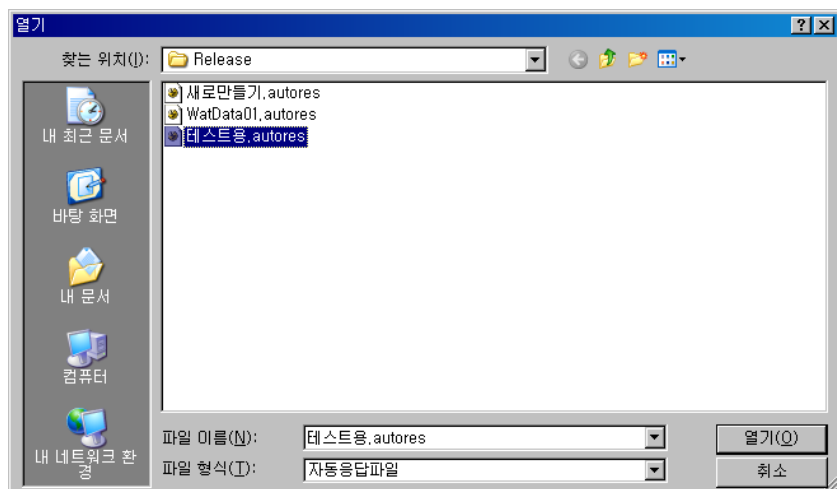 열기
찾는 위치(I):
Release
새로만들기.autores
WatData01.autores
테스트용.autores
내 최근 문서
바탕 화면
내 문서
컴퓨터
내 네트워크 환
경
파일 이름(N):
테스트용.autores
열기(O)
파일 형식(T):
자동응답파일
취소